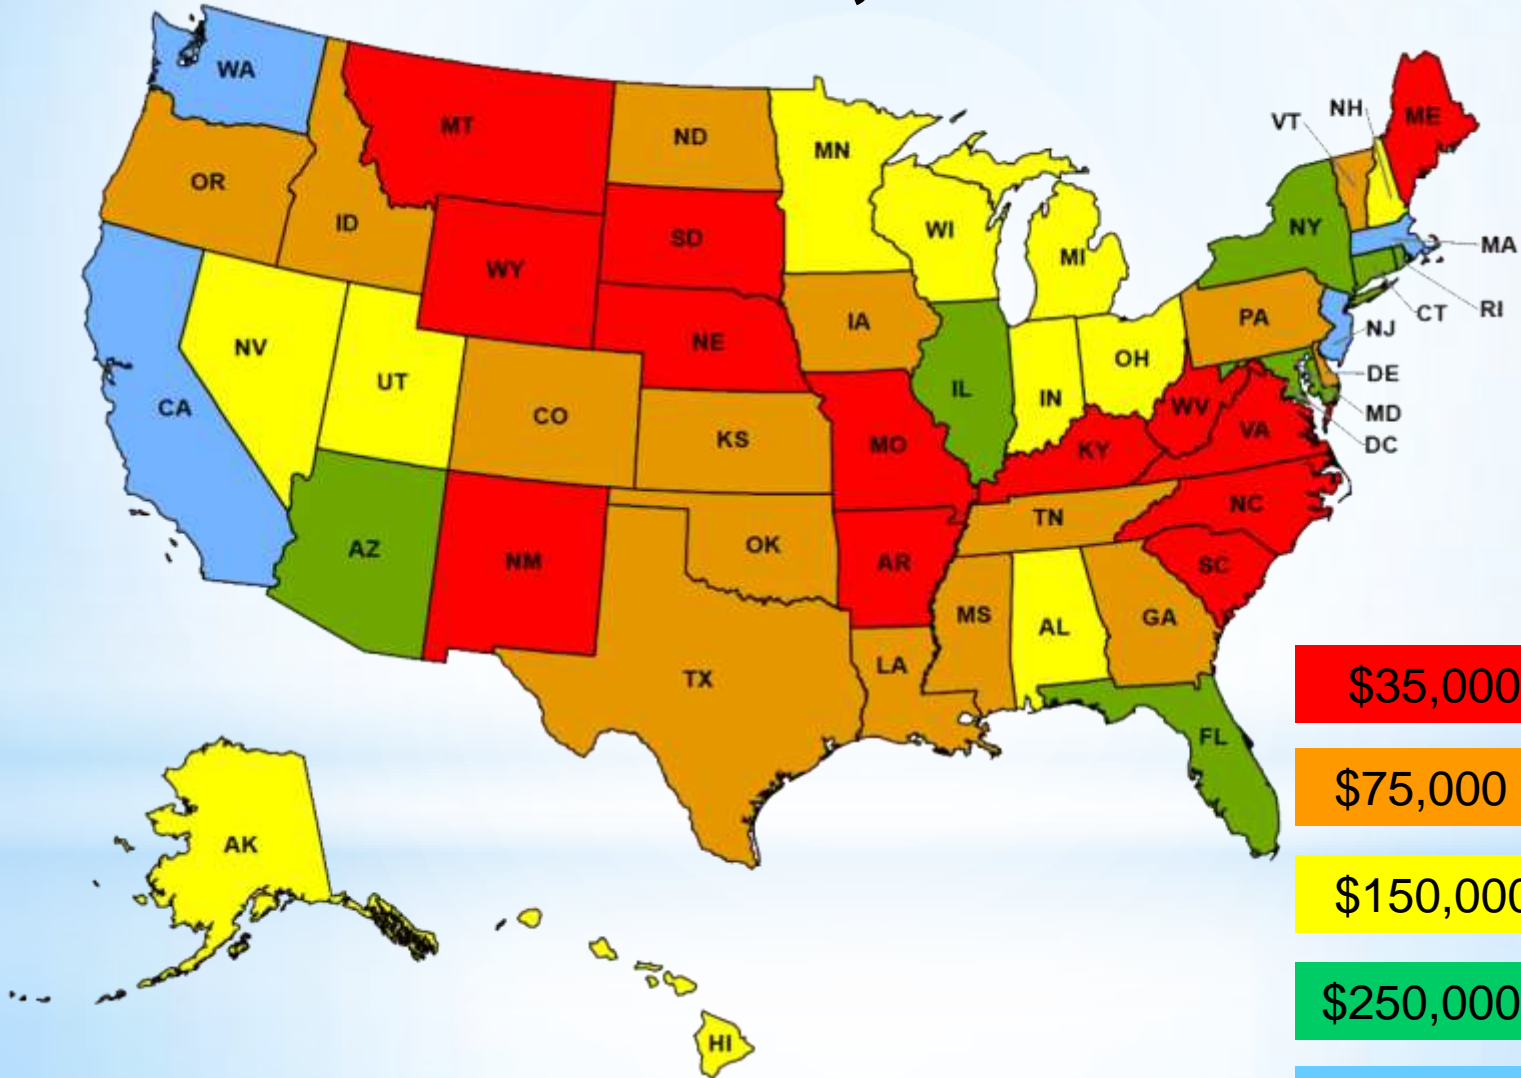 WA
MT
ND
MN
OR
ID
WY
SD
WI
MI
NY
VT
NH
ME
MA
RI
CT
NJ
DE
MD
DC
NV
UT
CO
NE
IA
IL
IN
OH
PA
CA
KS
MO
KY
WV
VA
AZ
NM
OK
AR
TN
NC
SC
TX
LA
MS
AL
GA
FL
AK
HI
$35,000
$75,000
$150,000
$250,000